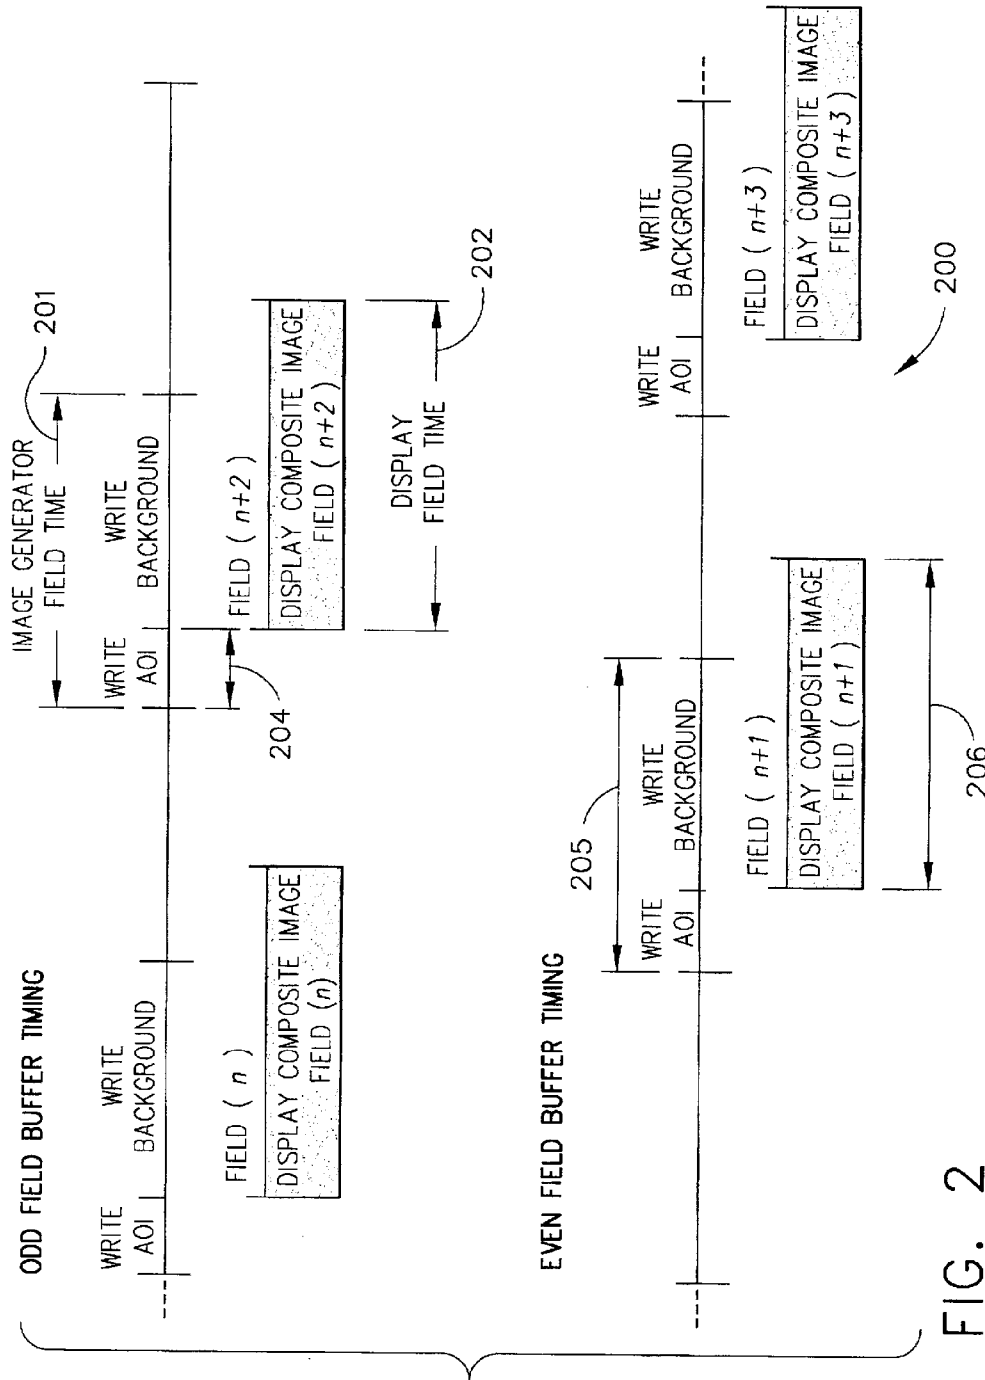 ODD FIELD BUFFER TIMING
IMAGE GENERATOR
FIELD TIME
201
WRITE
AOI
WRITE
BACKGROUND
WRITE
AOI
WRITE
BACKGROUND
FIELD ( n )
DISPLAY COMPOSITE IMAGE
FIELD (n)
204
FIELD ( n+2 )
DISPLAY COMPOSITE IMAGE
FIELD ( n+2 )
DISPLAY
FIELD TIME
202
EVEN FIELD BUFFER TIMING
205
WRITE
AOI
WRITE
BACKGROUND
WRITE
AOI
WRITE
BACKGROUND
FIELD ( n+1 )
DISPLAY COMPOSITE IMAGE
FIELD ( n+1 )
FIELD ( n+3 )
DISPLAY COMPOSITE IMAGE
FIELD ( n+3 )
206
200
FIG. 2